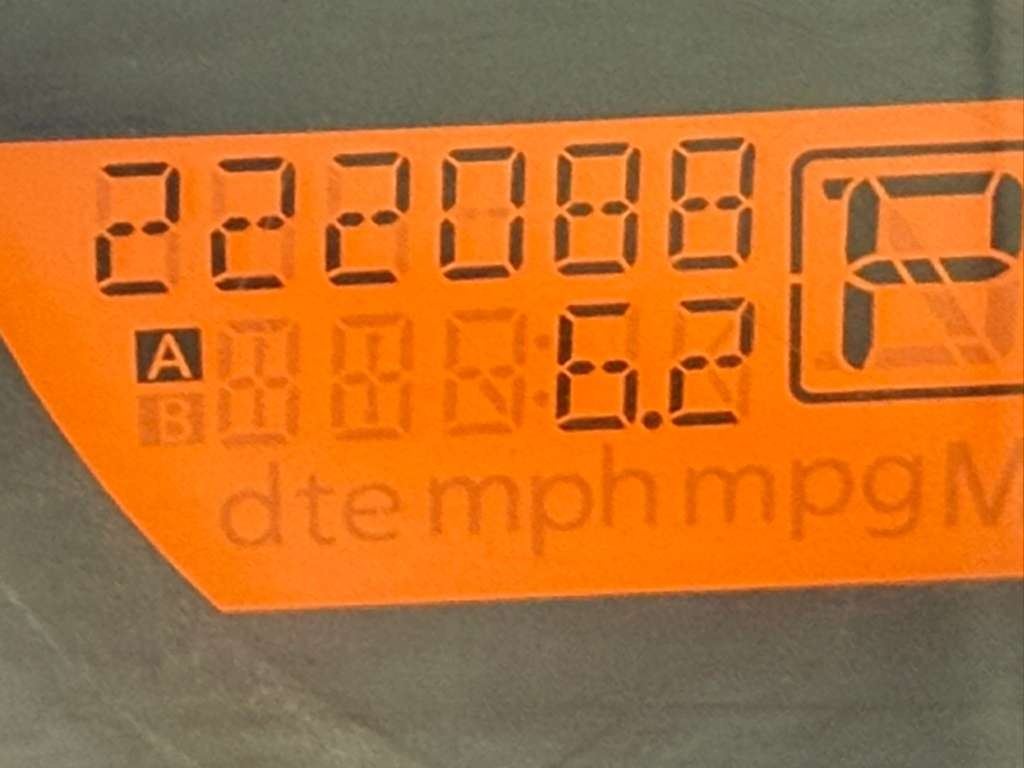 222088 P
A 6.2
B
dte mph mpg M